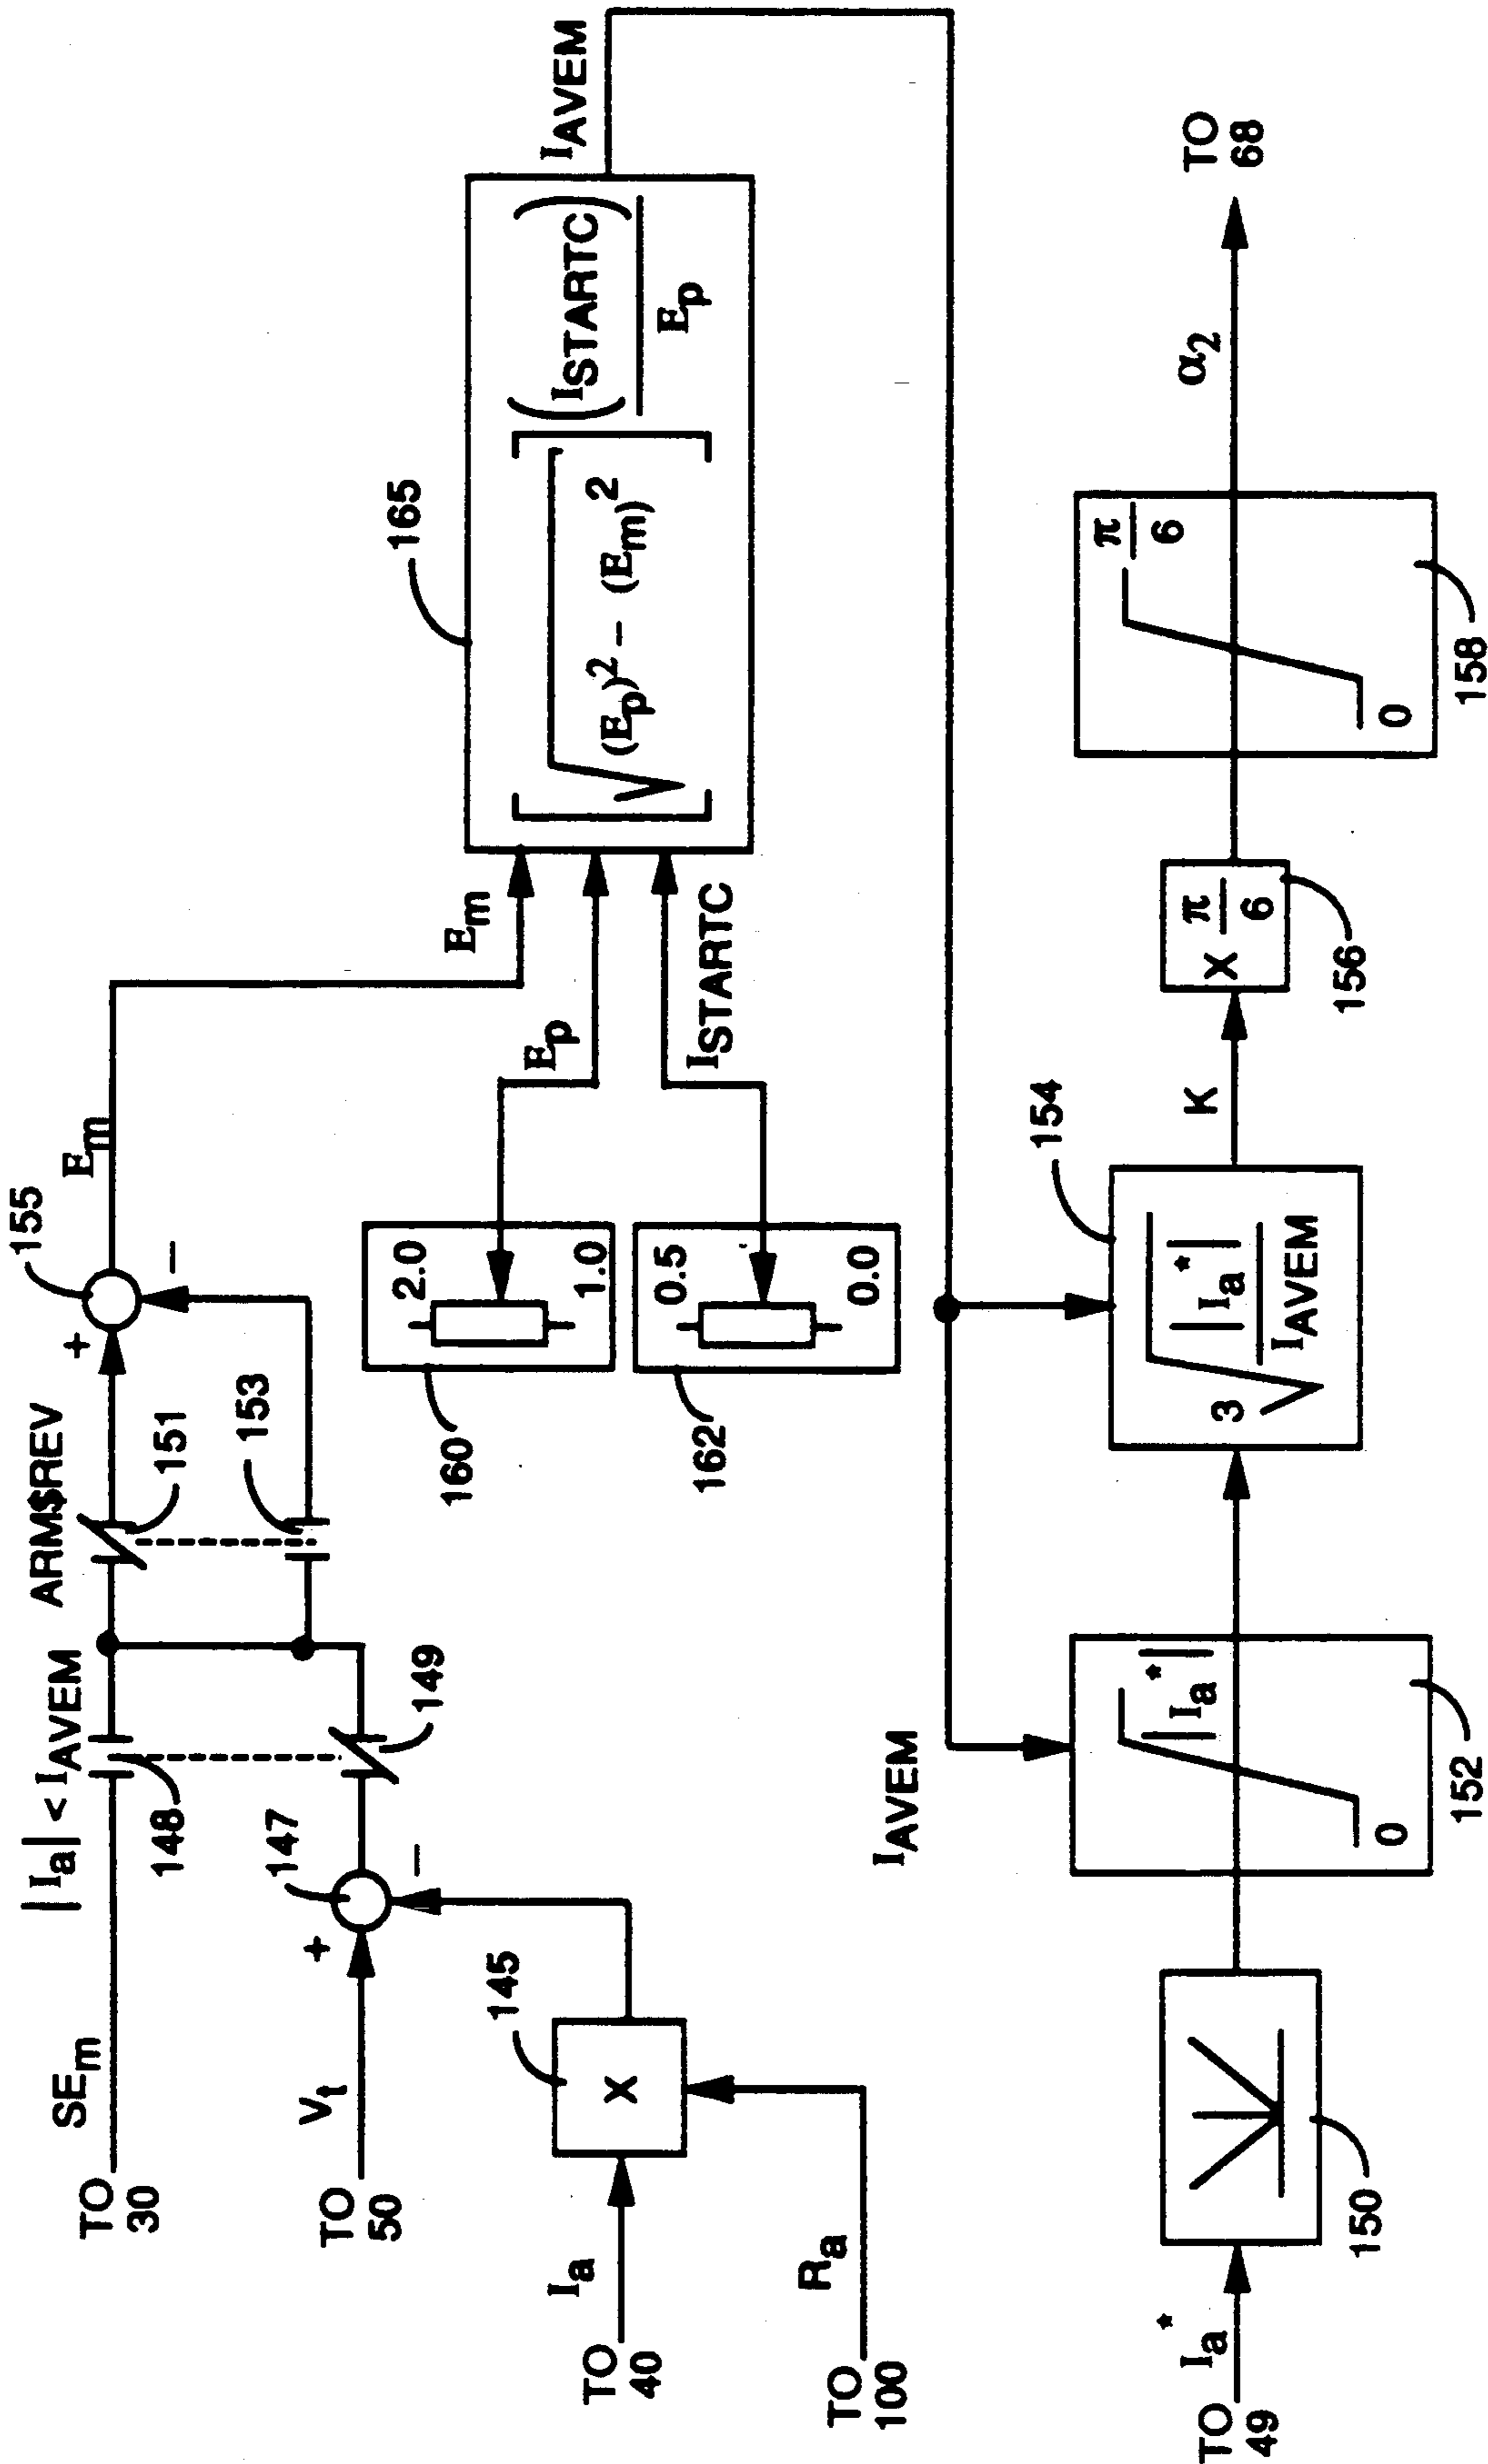 SEm
TO
30
| Ia | < IAVEM
148
ARM$REV
151
153
155
+
−
Em
Em
Vt
TO
50
+
−
147
149
Ia
TO
40
145
X
Ra
TO
100
160
2.0
1.0
Ep
162
0.5
0.0
ISTARTC
165
[√(Ep)² − (Em)²] (ISTARTC)
Ep
IAVEM
IAVEM
Ia*
TO
49
150
| Ia* |
0
152
154
3√
| Ia* |
IAVEM
K
X π
6
156
π
6
0
158
α2
TO
68